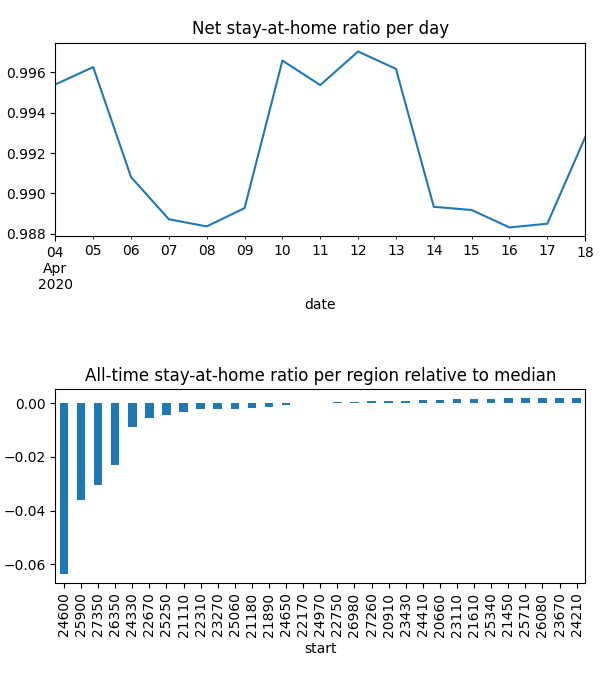 Net stay-at-home ratio per day
0.996
0.994
0.992
0.990
0.988
04 05 06 07 08 09 10 11 12 13 14 15 16 17 18
Apr
2020
date
All-time stay-at-home ratio per region relative to median
0.00
−0.02
−0.04
−0.06
24600 25900 27350 26350 24330 22670 25250 21110 22310 23270 25060 21180 21890 24650 22170 24970 22750 26980 27260 20910 23430 24410 20660 23110 21610 25340 21450 25710 26080 23670 24210
start